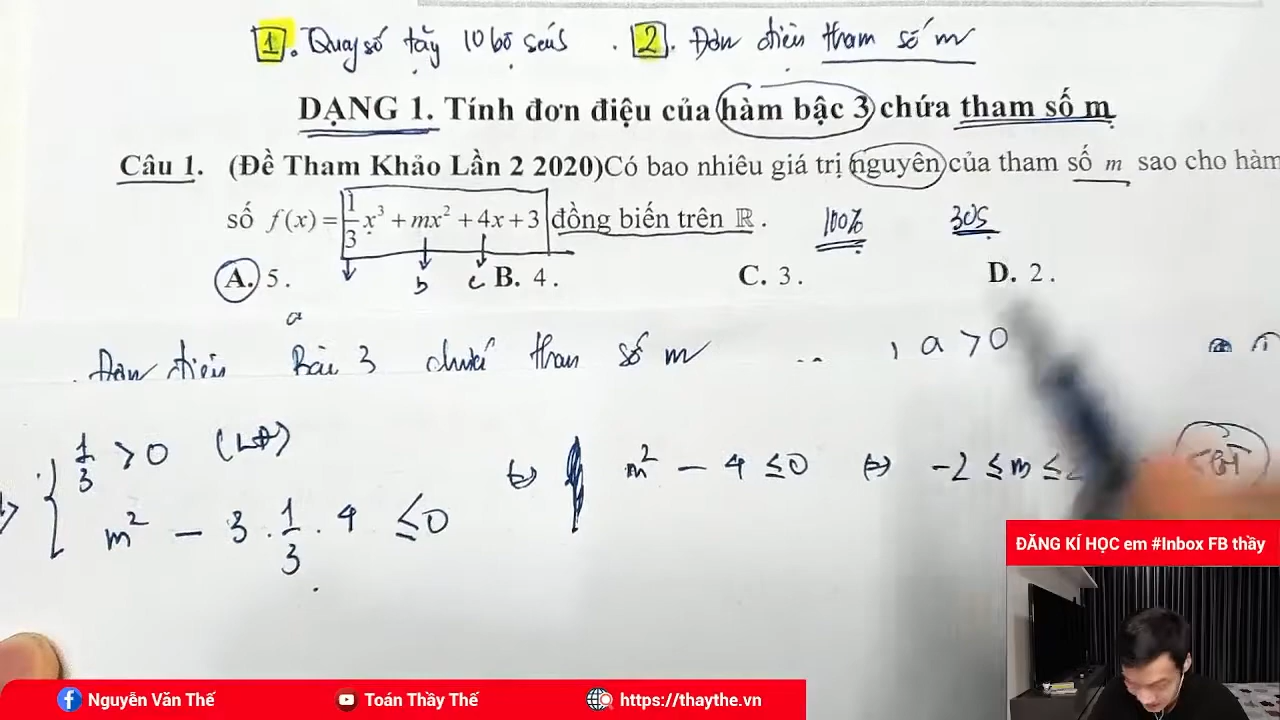 1. Quay số tặng 10 bộ sách . 2. Đơn điệu tham số m
DẠNG 1. Tính đơn điệu của hàm bậc 3 chứa tham số m
Câu 1. (Đề Tham Khảo Lần 2 2020)Có bao nhiêu giá trị nguyên của tham số m sao cho hàm
số f(x) = 1/3 x³ + mx² + 4x + 3 đồng biến trên ℝ . 100% 30s
A. 5 . b c B. 4 . C. 3 . D. 2 .
a
. Đơn điệu Bài 3 chứa tham số m .. , a > 0
1/3 > 0 (LĐ)
m² - 3 . 1/3 . 4 ≤ 0 ⇔ m² - 4 ≤ 0 ⇔ -2 ≤ m ≤ 2
ĐĂNG KÍ HỌC em #Inbox FB thầy
Nguyễn Văn Thế Toán Thầy Thế https://thaythe.vn